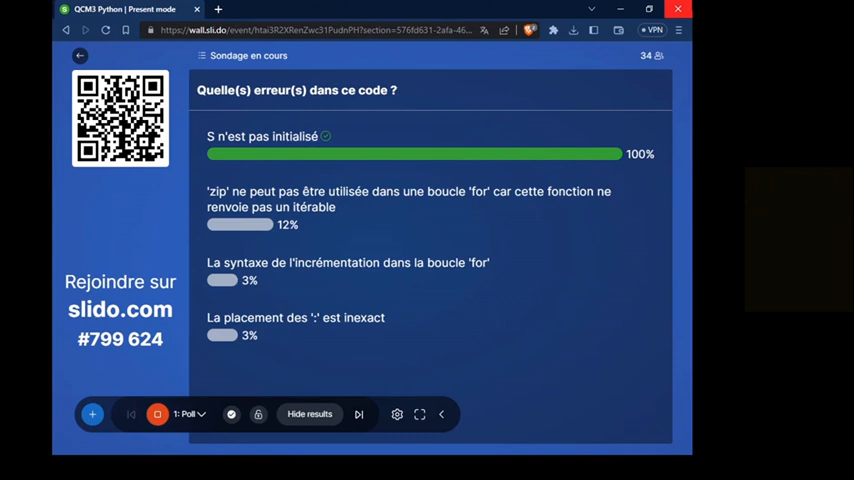 QCM3 Python | Present mode
https://wall.sli.do/event/htai3R2XRenZwc31PudnPH?section=576fd631-2afa-46...
VPN
Sondage en cours
34
Quelle(s) erreur(s) dans ce code ?
S n'est pas initialisé
100%
'zip' ne peut pas être utilisée dans une boucle 'for' car cette fonction ne
renvoie pas un itérable
12%
La syntaxe de l'incrémentation dans la boucle 'for'
3%
La placement des ':' est inexact
3%
Rejoindre sur
slido.com
#799 624
1: Poll
Hide results